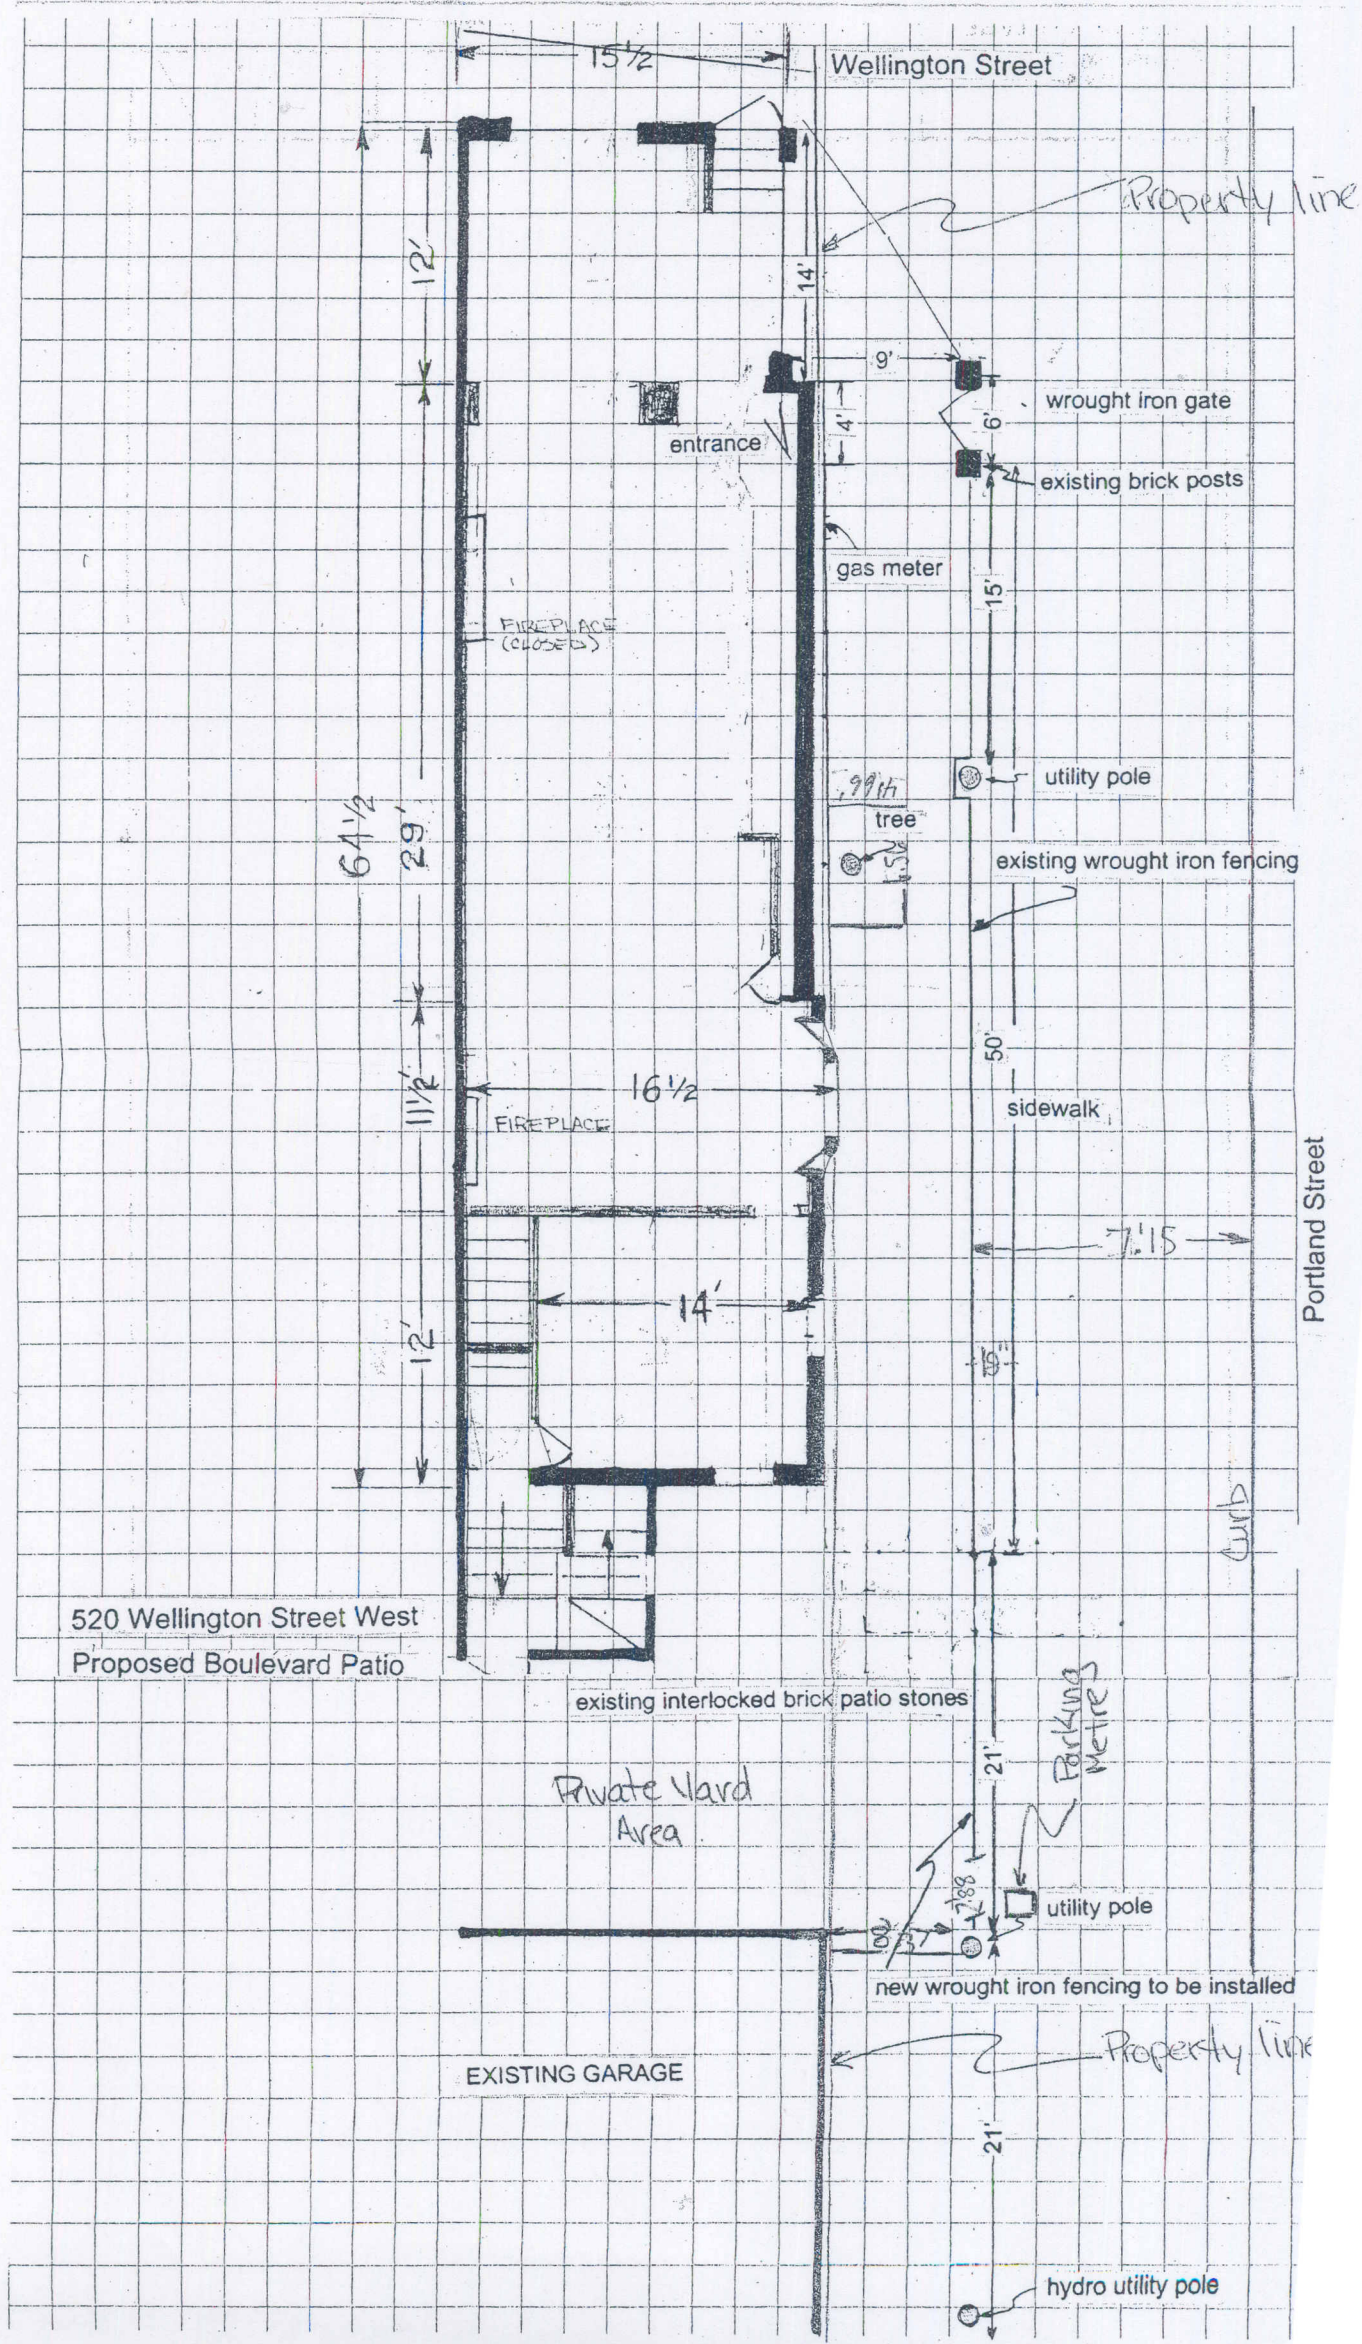 15½
Wellington Street
Property line
12'
14'
9'
wrought iron gate
4'
6'
entrance
existing brick posts
gas meter
15'
FIREPLACE
(CLOSED)
utility pole
64½
29'
tree
existing wrought iron fencing
50'
11½'
16½
FIREPLACE
sidewalk
Portland Street
7.15
14'
12'
Curb
520 Wellington Street West
Proposed Boulevard Patio
existing interlocked brick patio stones
21'
Parking
Metres
Private Yard
Area
utility pole
new wrought iron fencing to be installed
Property line
EXISTING GARAGE
21'
hydro utility pole